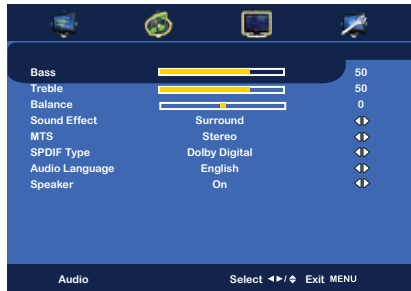 Bass 50
Treble 50
Balance 0
Sound Effect Surround
MTS Stereo
SPDIF Type Dolby Digital
Audio Language English
Speaker On
Audio Select ◄►/◆ Exit MENU